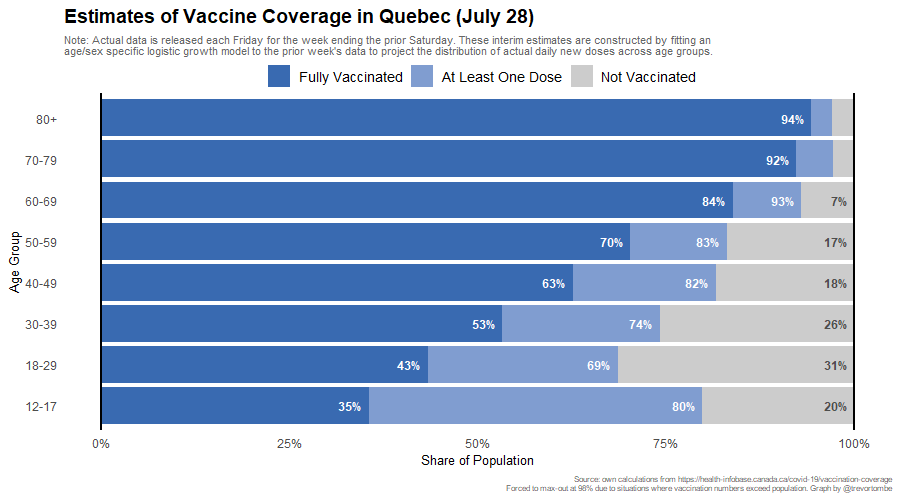 Estimates of Vaccine Coverage in Quebec (July 28)
Note: Actual data is released each Friday for the week ending the prior Saturday. These interim estimates are constructed by fitting an
age/sex specific logistic growth model to the prior week's data to project the distribution of actual daily new doses across age groups.
Fully Vaccinated At Least One Dose Not Vaccinated
80+ 94%
70-79 92%
60-69 84% 93% 7%
50-59 70% 83% 17%
40-49 63% 82% 18%
30-39 53% 74% 26%
18-29 43% 69% 31%
12-17 35% 80% 20%
Age Group
0% 25% 50% 75% 100%
Share of Population
Source: own calculations from https://health-infobase.canada.ca/covid-19/vaccination-coverage
Forced to max-out at 98% due to situations where vaccination numbers exceed population. Graph by @trevortombe